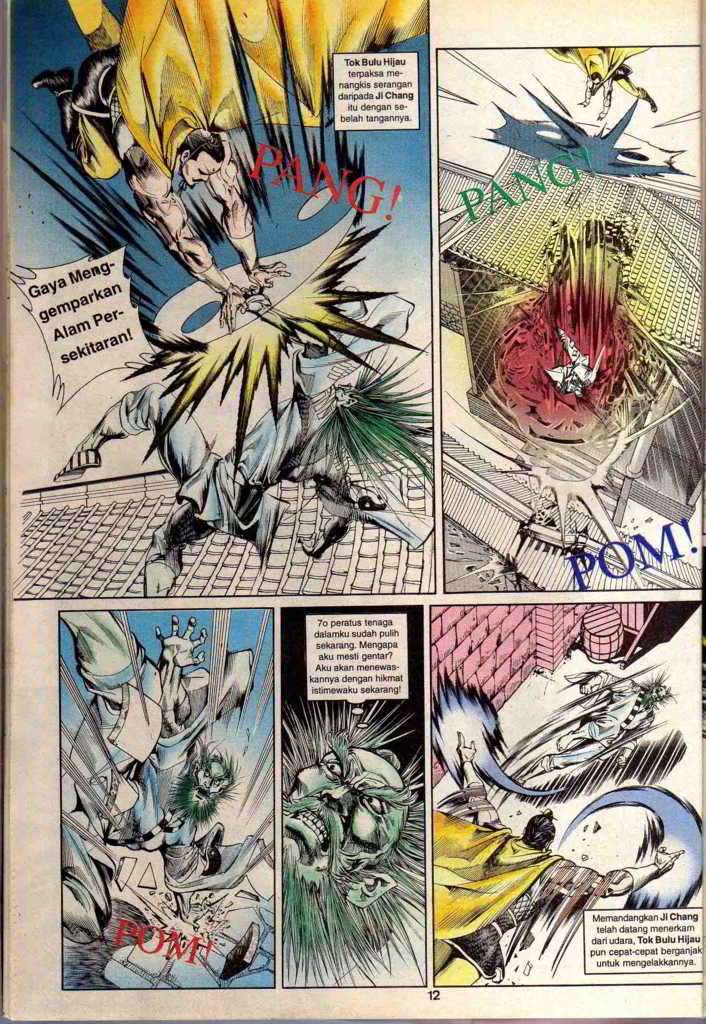 Tok Bulu Hijau
terpaksa me-
nangkis serangan
daripada Ji Chang
itu dengan se-
belah tangannya.
PANG!
Gaya Meng-
gemparkan
Alam Per-
sekitaran!
PANG!
POM!
POM!
7o peratus tenaga
dalamku sudah pulih
sekarang. Mengapa
aku mesti gentar?
Aku akan menewas-
kannya dengan hikmat
istimewaku sekarang!
Memandangkan Ji Chang
telah datang menerkam
dari udara, Tok Bulu Hijau
pun cepat-cepat berganjak
untuk mengelakkannya.
12